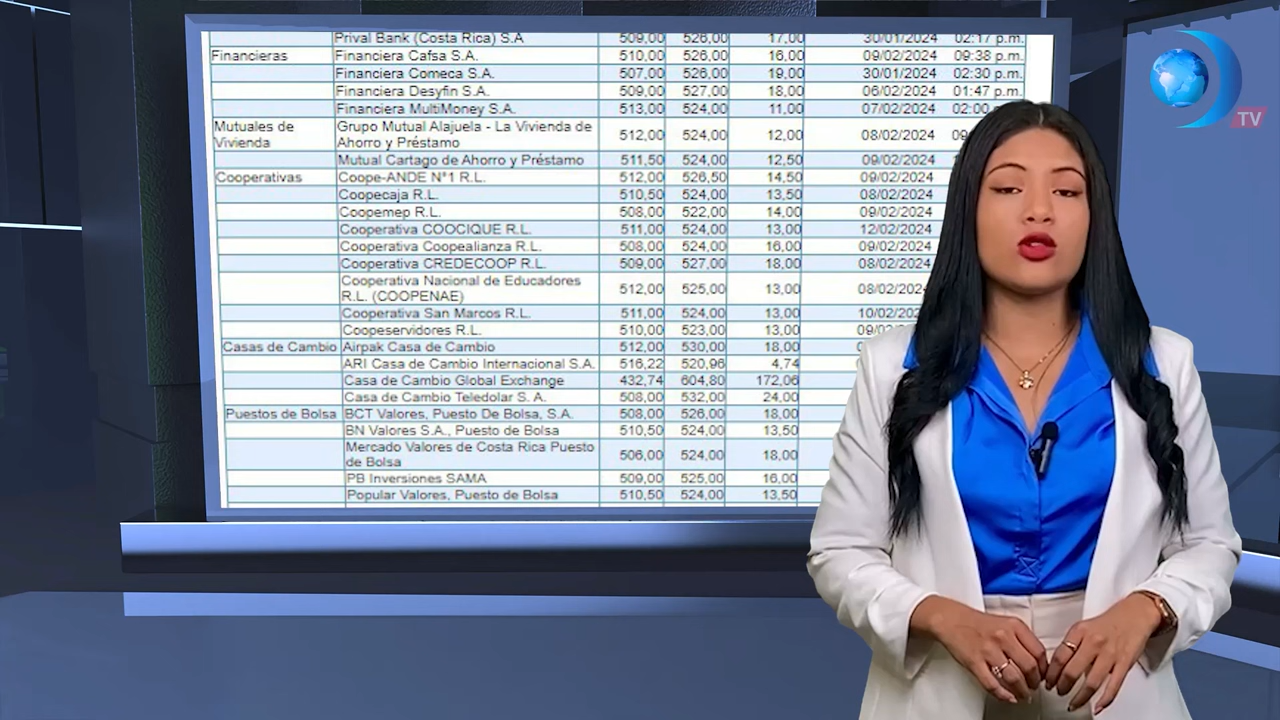 Prival Bank (Costa Rica) S.A 509,00 526,00 17,00 30/01/2024 02:17 p.m.
Financieras Financiera Cafsa S.A. 510,00 526,00 16,00 09/02/2024 09:38 p.m.
Financiera Comeca S.A. 507,00 526,00 19,00 30/01/2024 02:30 p.m.
Financiera Desyfin S.A. 509,00 527,00 18,00 06/02/2024 01:47 p.m.
Financiera MultiMoney S.A. 513,00 524,00 11,00 07/02/2024 02:00
Mutuales de Vivienda Grupo Mutual Alajuela - La Vivienda de
Ahorro y Préstamo 512,00 524,00 12,00 08/02/2024
Mutual Cartago de Ahorro y Préstamo 511,50 524,00 12,50 09/02/2024
Cooperativas Coope-ANDE N°1 R.L. 512,00 526,50 14,50 09/02/2024
Coopecaja R.L. 510,50 524,00 13,50 08/02/2024
Coopemep R.L. 508,00 522,00 14,00 09/02/2024
Cooperativa COOCIQUE R.L. 511,00 524,00 13,00 12/02/2024
Cooperativa Coopealianza R.L. 508,00 524,00 16,00 09/02/2024
Cooperativa CREDECOOP R.L. 509,00 527,00 18,00 08/02/2024
Cooperativa Nacional de Educadores
R.L. (COOPENAE) 512,00 525,00 13,00 08/02/202
Cooperativa San Marcos R.L. 511,00 524,00 13,00 10/02/202
Coopeservidores R.L. 510,00 523,00 13,00 09/02/
Casas de Cambio Airpak Casa de Cambio 512,00 530,00 18,00
ARI Casa de Cambio Internacional S.A. 516,22 520,96 4,74
Casa de Cambio Global Exchange 432,74 604,80 172,06
Casa de Cambio Teledolar S. A. 508,00 532,00 24,00
Puestos de Bolsa BCT Valores, Puesto De Bolsa, S.A. 508,00 526,00 18,00
BN Valores S.A., Puesto de Bolsa 510,50 524,00 13,50
Mercado Valores de Costa Rica Puesto
de Bolsa 506,00 524,00 18,00
PB Inversiones SAMA 509,00 525,00 16,00
Popular Valores, Puesto de Bolsa 510,50 524,00 13,50
TV